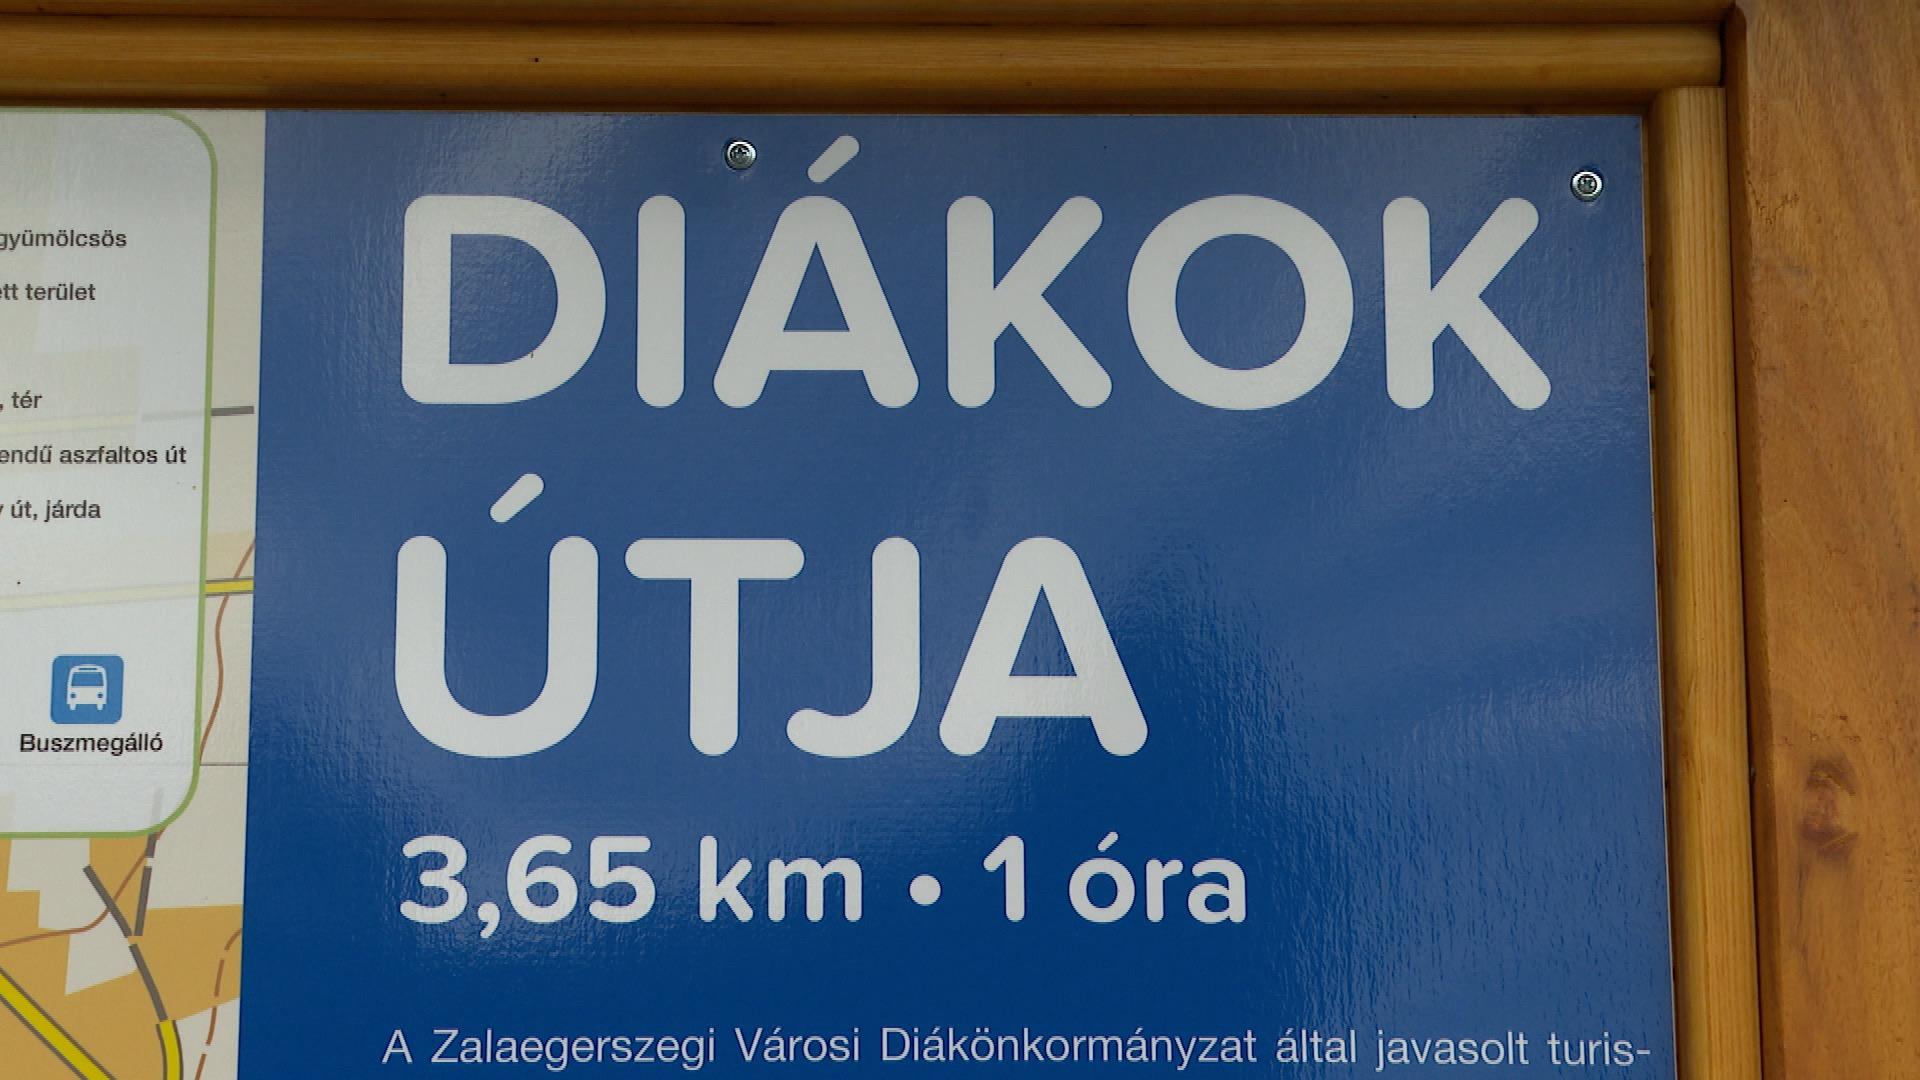 gyümölcsös
terület
, tér
aszfaltos út
út, járda
Buszmegálló
DIÁKOK
ÚTJA
3,65 km • 1 óra
A Zalaegerszegi Városi Diákönkormányzat által javasolt turis-